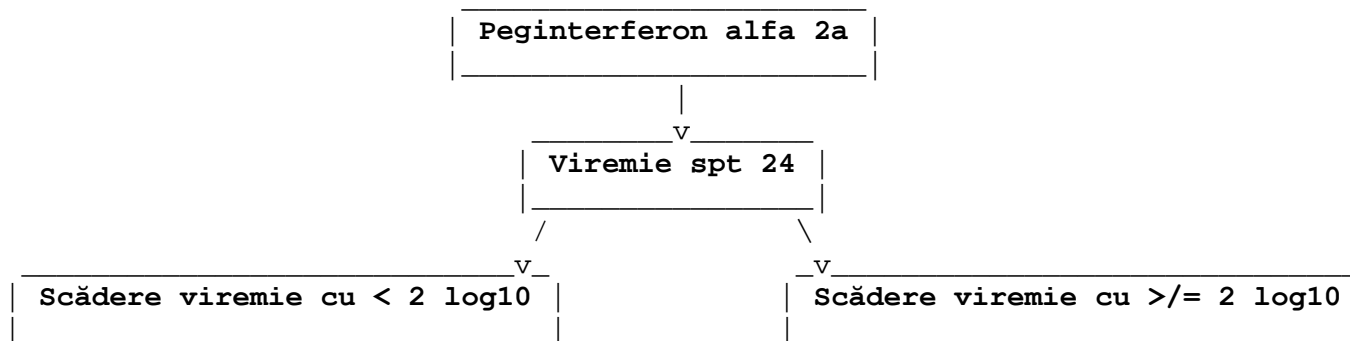 Peginterferon alfa 2a
Viremie spt 24
Scădere viremie cu < 2 log10
Scădere viremie cu >/= 2 log10